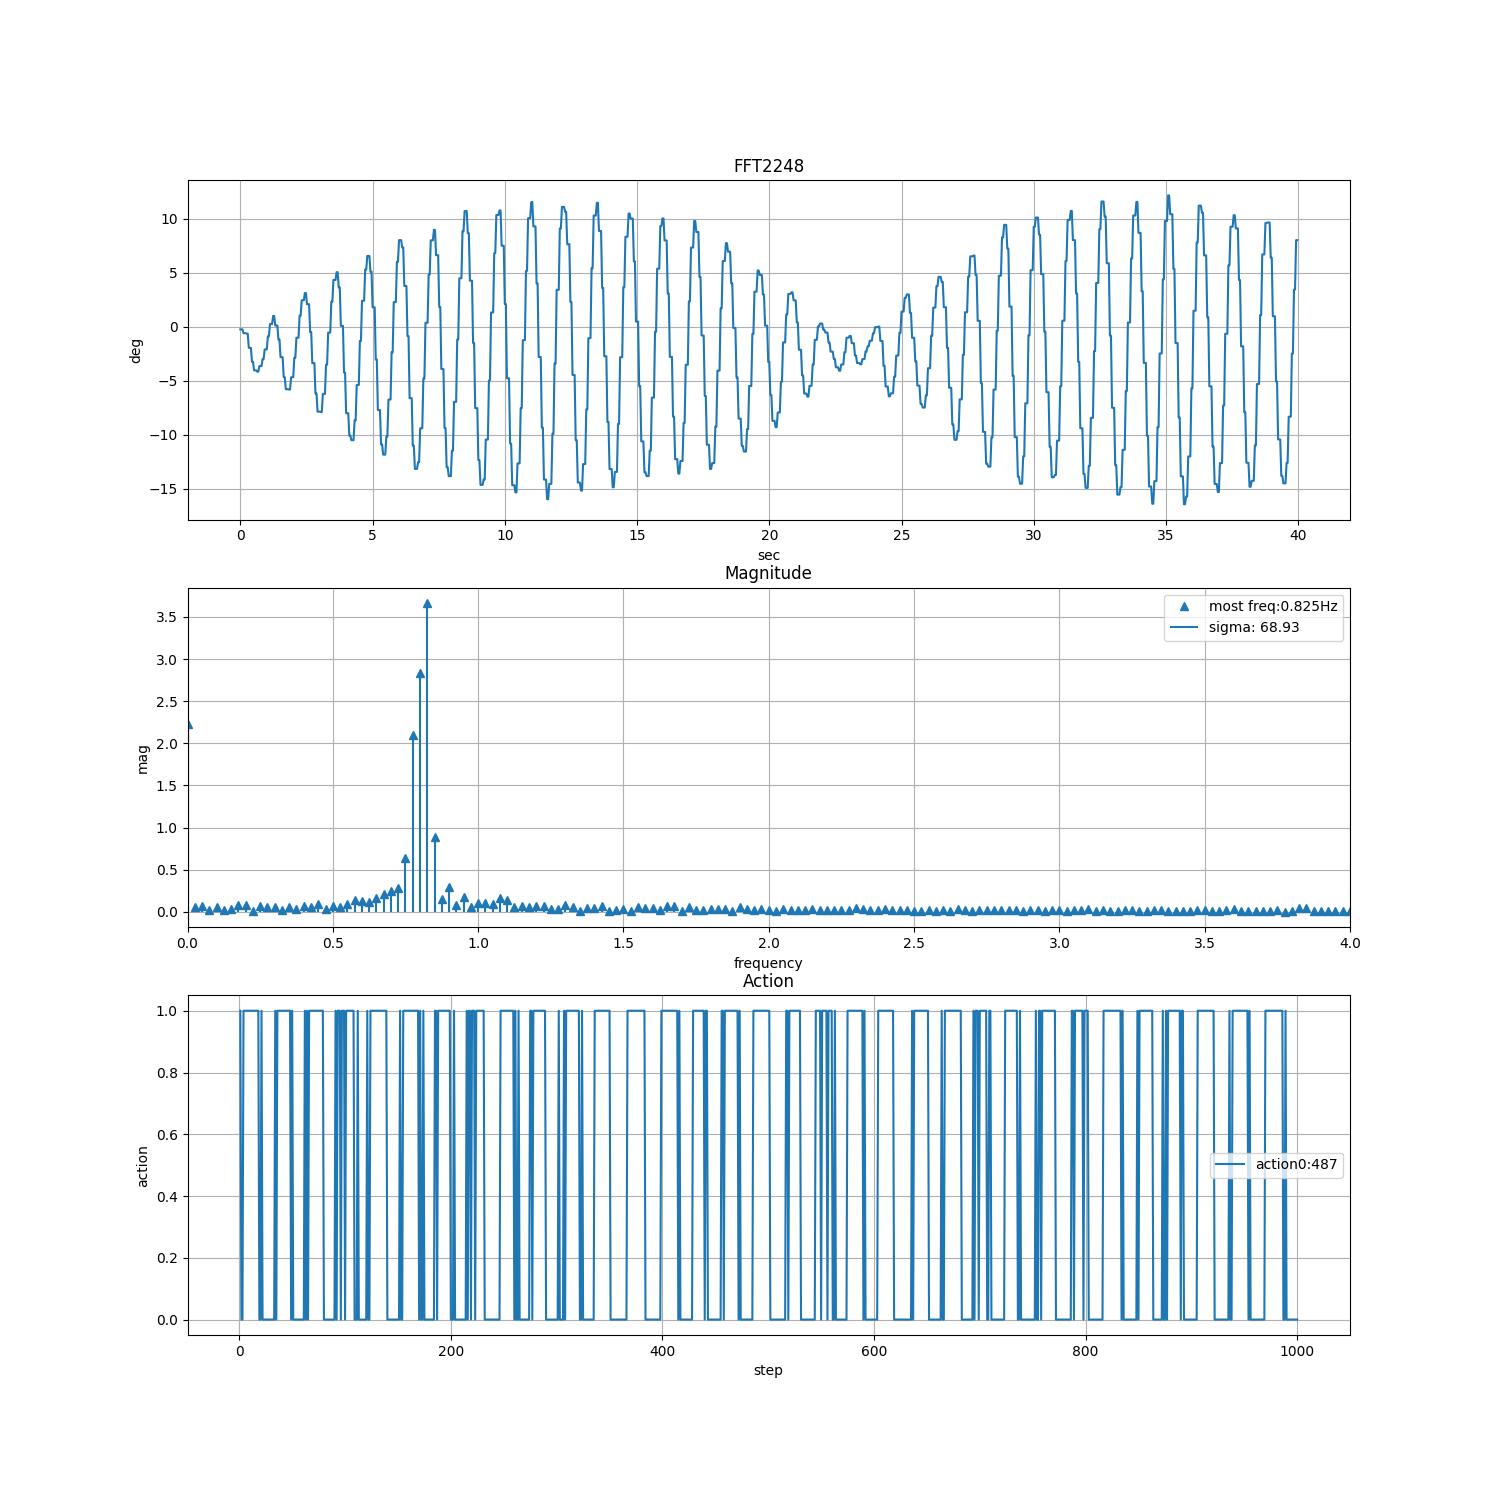 FFT2248
10
5
0
−5
−10
−15
deg
0 5 10 15 20 25 30 35 40
sec
Magnitude
most freq:0.825Hz
sigma: 68.93
3.5
3.0
2.5
2.0
1.5
1.0
0.5
0.0
mag
0.0 0.5 1.0 1.5 2.0 2.5 3.0 3.5 4.0
frequency
Action
1.0
0.8
0.6
0.4
0.2
0.0
action
action0:487
0 200 400 600 800 1000
step